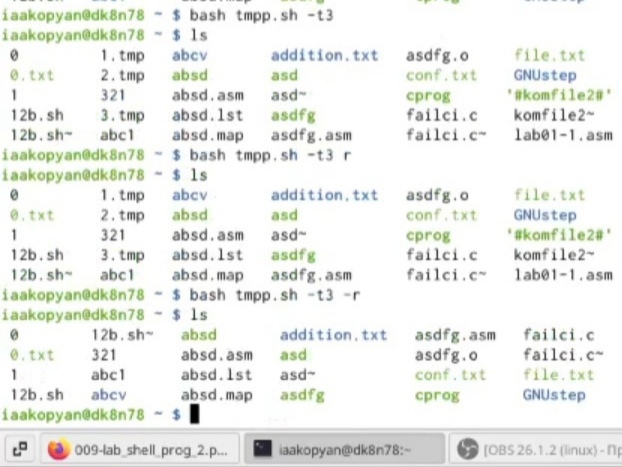 iaakopyan@dk8n78 ~ $ bash tmpp.sh -t3
iaakopyan@dk8n78 ~ $ ls
0 1.tmp abcv addition.txt asdfg.o file.txt
0.txt 2.tmp absd asd conf.txt GNUstep
1 321 absd.asm asd~ cprog '#komfile2#'
12b.sh 3.tmp absd.lst asdfg failci.c komfile2~
12b.sh~ abc1 absd.map asdfg.asm failci.c~ lab01-1.asm
iaakopyan@dk8n78 ~ $ bash tmpp.sh -t3 r
iaakopyan@dk8n78 ~ $ ls
0 1.tmp abcv addition.txt asdfg.o file.txt
0.txt 2.tmp absd asd conf.txt GNUstep
1 321 absd.asm asd~ cprog '#komfile2#'
12b.sh 3.tmp absd.lst asdfg failci.c komfile2~
12b.sh~ abc1 absd.map asdfg.asm failci.c~ lab01-1.asm
iaakopyan@dk8n78 ~ $ bash tmpp.sh -t3 -r
iaakopyan@dk8n78 ~ $ ls
0 12b.sh~ absd addition.txt asdfg.asm failci.c
0.txt 321 absd.asm asd asdfg.o failci.c~
1 abc1 absd.lst asd~ conf.txt file.txt
12b.sh abcv absd.map asdfg cprog GNUstep
iaakopyan@dk8n78 ~ $
009-lab_shell_prog_2.p... iaakopyan@dk8n78:~ [OBS 26.1.2 (linux) - Пр